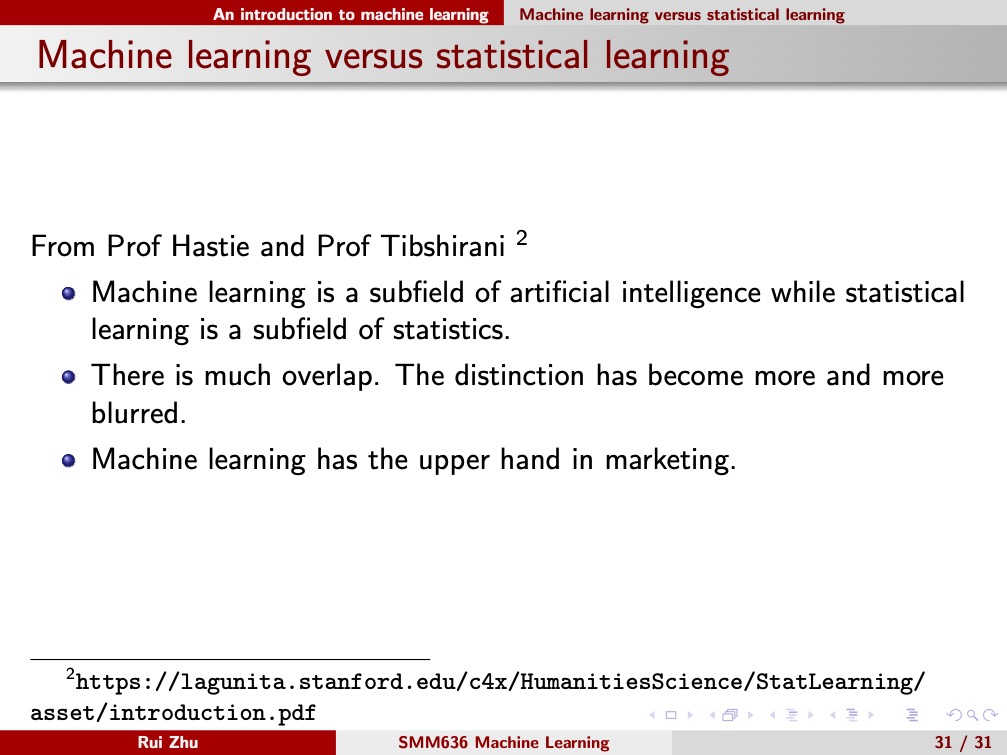 An introduction to machine learning Machine learning versus statistical learning
Machine learning versus statistical learning
From Prof Hastie and Prof Tibshirani 2
Machine learning is a subfield of artificial intelligence while statistical
learning is a subfield of statistics.
There is much overlap. The distinction has become more and more
blurred.
Machine learning has the upper hand in marketing.
2https://lagunita.stanford.edu/c4x/HumanitiesScience/StatLearning/
asset/introduction.pdf
Rui Zhu SMM636 Machine Learning 31 / 31